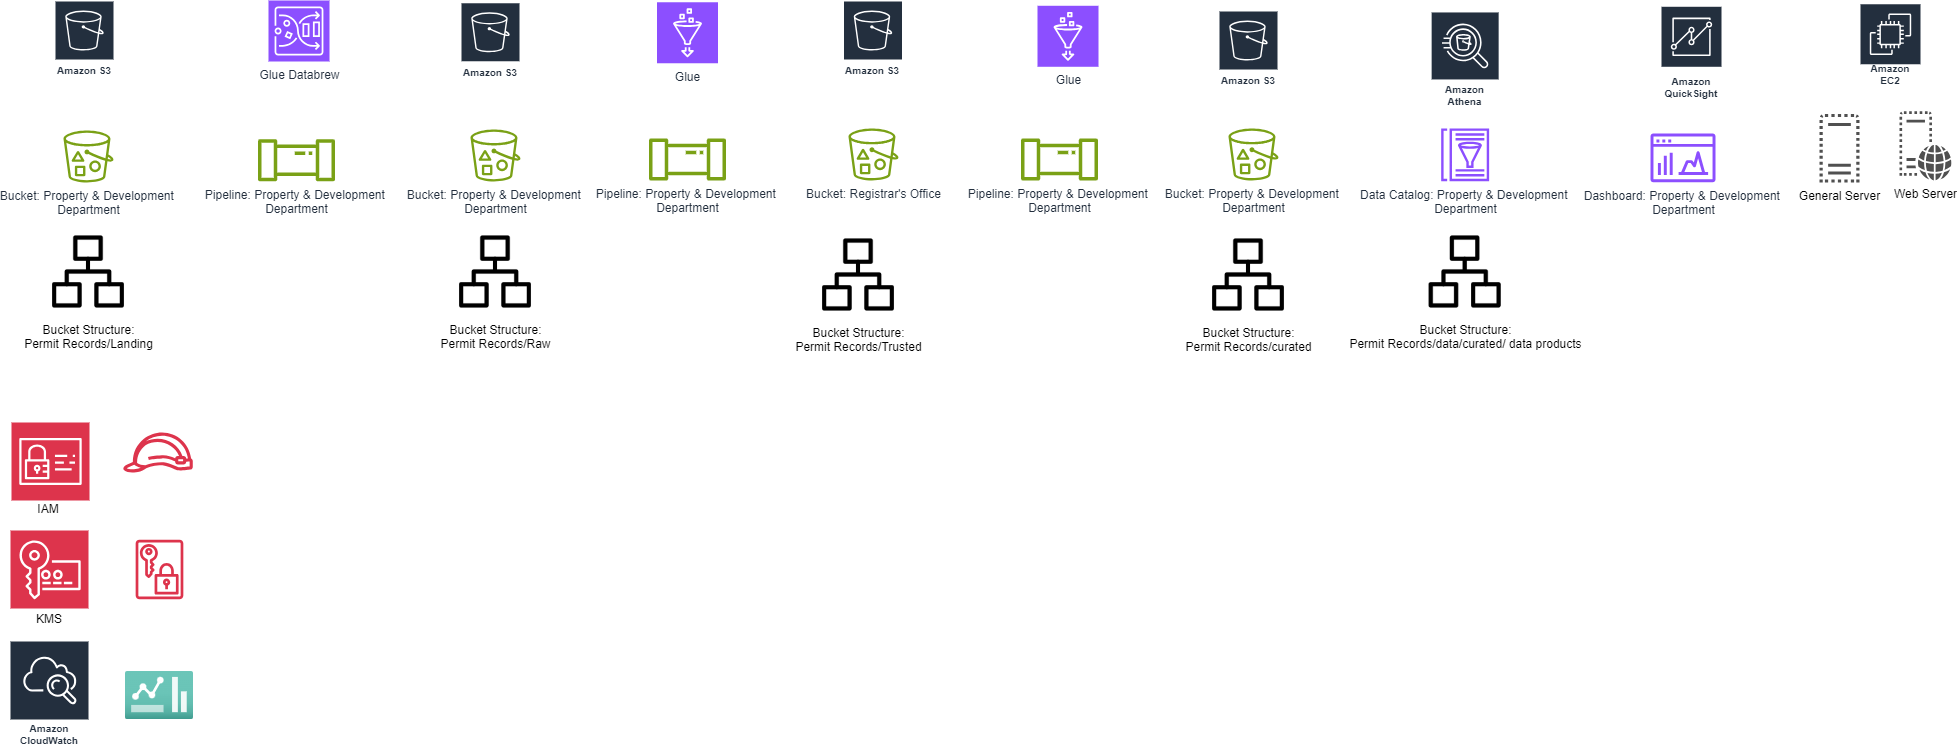 Amazon S3
Glue Databrew
Amazon S3
Glue
Amazon S3
Glue
Amazon S3
Amazon
Athena
Amazon
QuickSight
Amazon
EC2
Bucket: Property & Development
Department
Pipeline: Property & Development
Department
Bucket: Property & Development
Department
Pipeline: Property & Development
Department
Bucket: Registrar's Office
Pipeline: Property & Development
Department
Bucket: Property & Development
Department
Data Catalog: Property & Development
Department
Dashboard: Property & Development
Department
General Server
Web Server
Bucket Structure:
Permit Records/Landing
Bucket Structure:
Permit Records/Raw
Bucket Structure:
Permit Records/Trusted
Bucket Structure:
Permit Records/curated
Bucket Structure:
Permit Records/data/curated/ data products
IAM
KMS
Amazon
CloudWatch